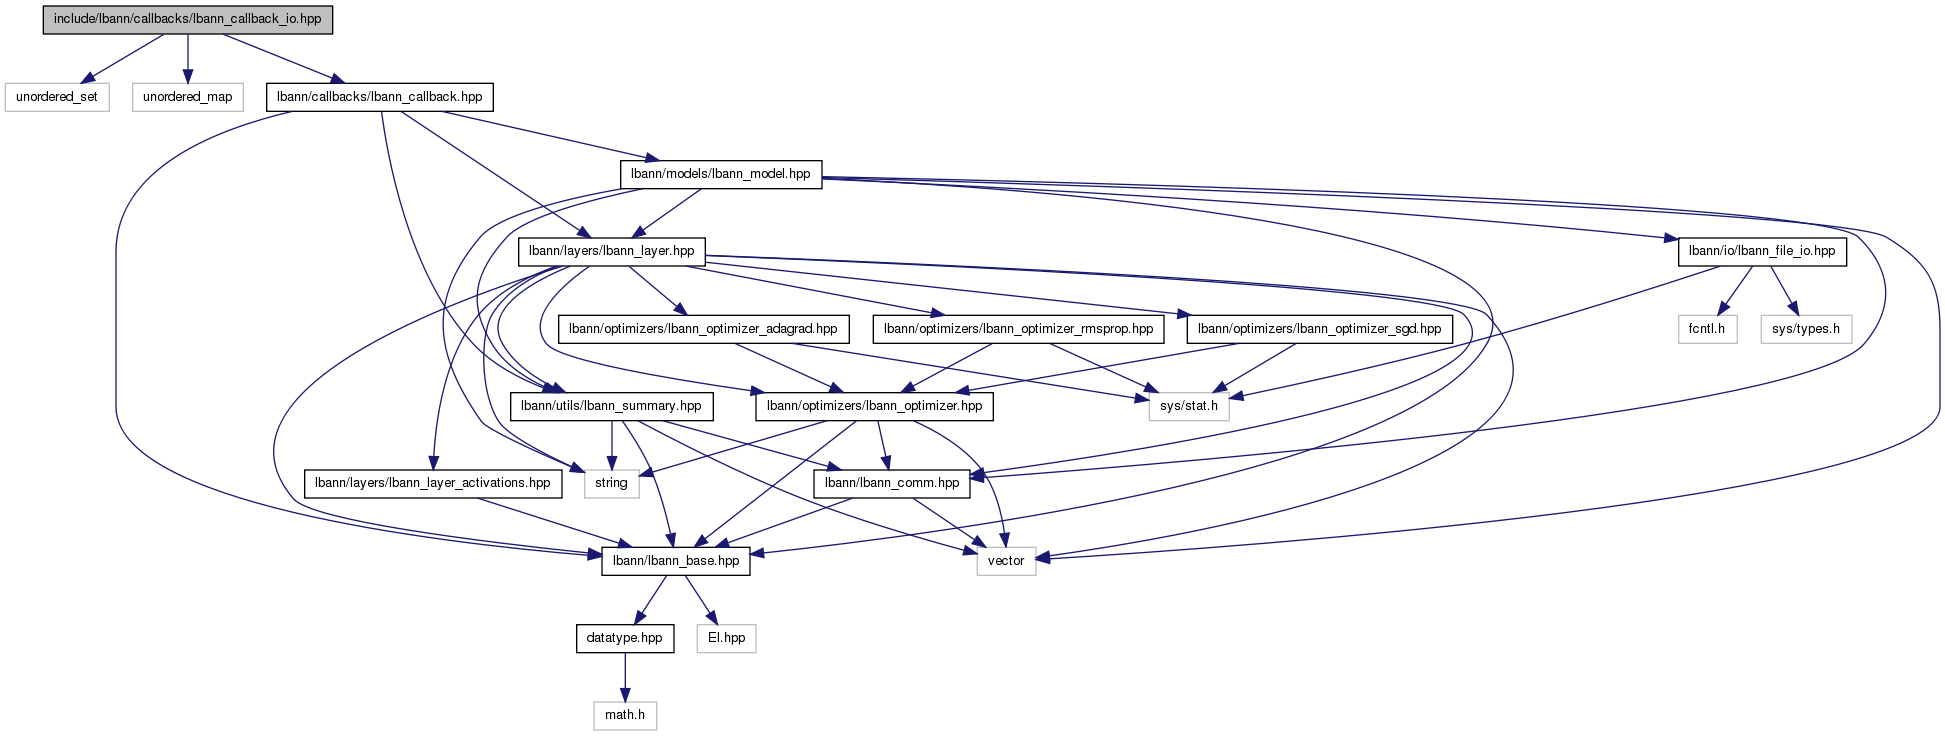 include/lbann/callbacks/lbann_callback_io.hpp
unordered_set
unordered_map
lbann/callbacks/lbann_callback.hpp
lbann/models/lbann_model.hpp
lbann/layers/lbann_layer.hpp
lbann/io/lbann_file_io.hpp
lbann/optimizers/lbann_optimizer_adagrad.hpp
lbann/optimizers/lbann_optimizer_rmsprop.hpp
lbann/optimizers/lbann_optimizer_sgd.hpp
fcntl.h
sys/types.h
lbann/utils/lbann_summary.hpp
lbann/optimizers/lbann_optimizer.hpp
sys/stat.h
lbann/layers/lbann_layer_activations.hpp
string
lbann/lbann_comm.hpp
lbann/lbann_base.hpp
vector
datatype.hpp
El.hpp
math.h